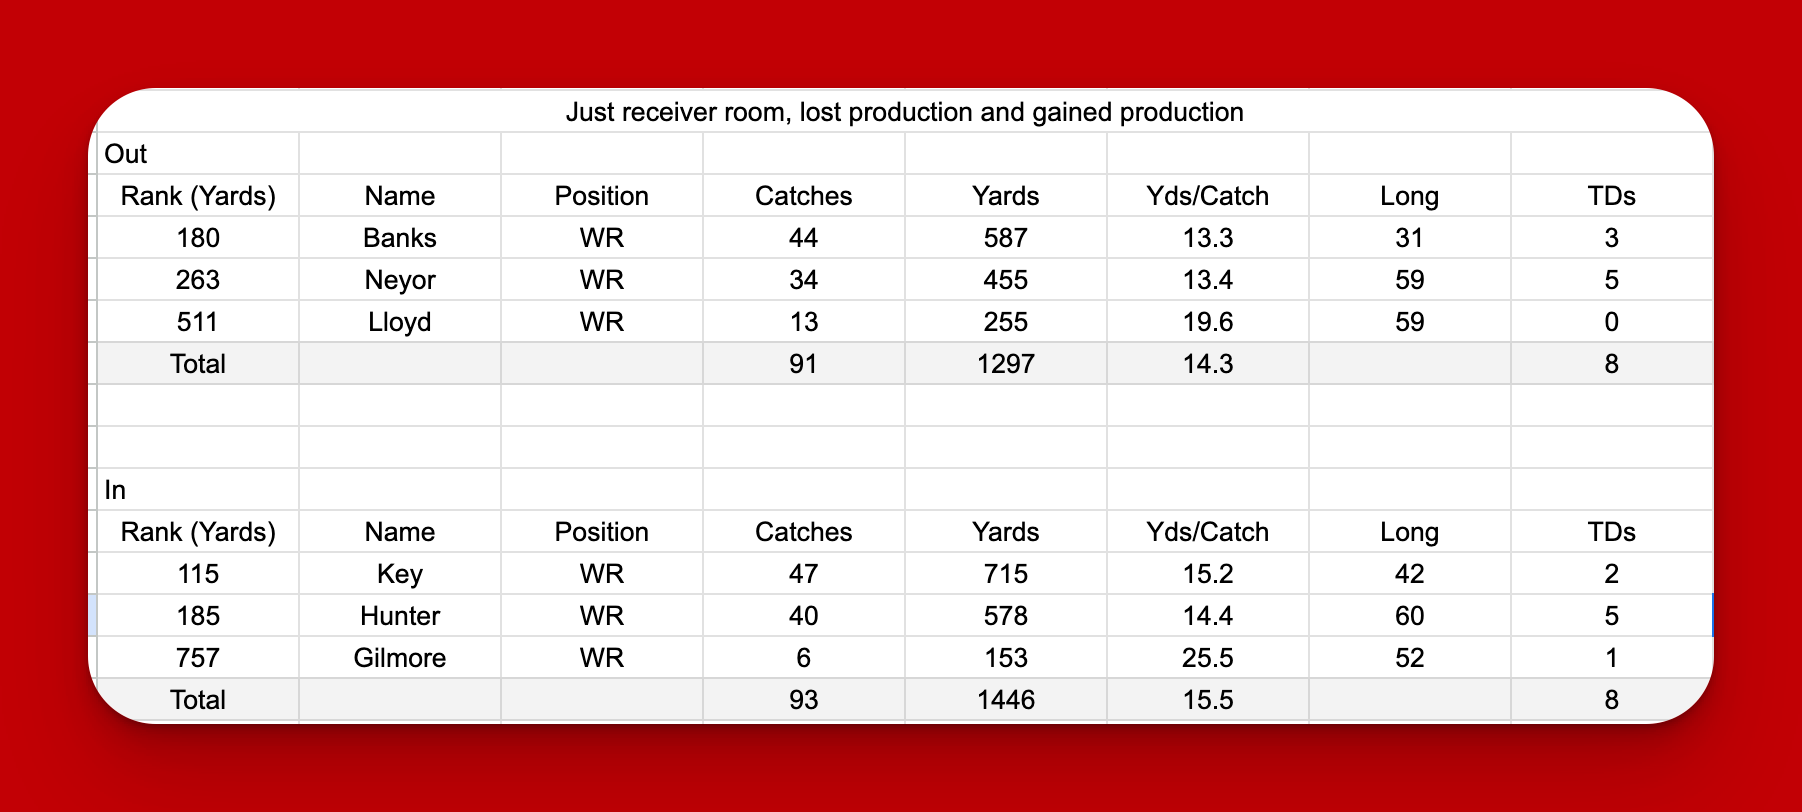 Just receiver room, lost production and gained production
Out
Rank (Yards) Name Position Catches Yards Yds/Catch Long TDs
180 Banks WR 44 587 13.3 31 3
263 Neyor WR 34 455 13.4 59 5
511 Lloyd WR 13 255 19.6 59 0
Total 91 1297 14.3 8
In
Rank (Yards) Name Position Catches Yards Yds/Catch Long TDs
115 Key WR 47 715 15.2 42 2
185 Hunter WR 40 578 14.4 60 5
757 Gilmore WR 6 153 25.5 52 1
Total 93 1446 15.5 8